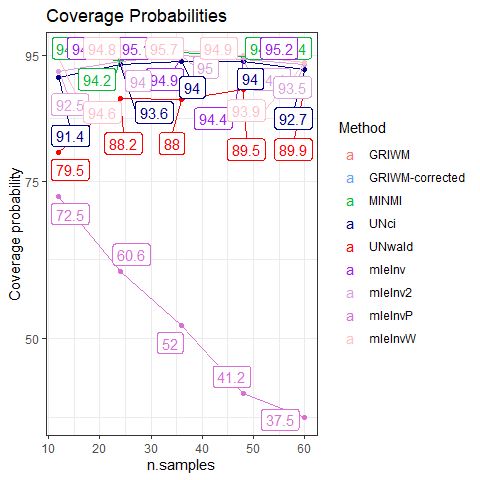 Coverage Probabilities
94.8
95.7
94.9
95.2
95
94
94.2
94.9
94
94
93.5
92.5
94.6
93.6
94.4
93.9
92.7
91.4
88.2
88
89.5
89.9
79.5
72.5
60.6
52
41.2
37.5
95
75
50
Coverage probability
10
20
30
40
50
60
n.samples
Method
a GRIWM
a GRIWM-corrected
a MINMI
a UNci
a UNwald
a mleInv
a mleInv2
a mleInvP
a mleInvW